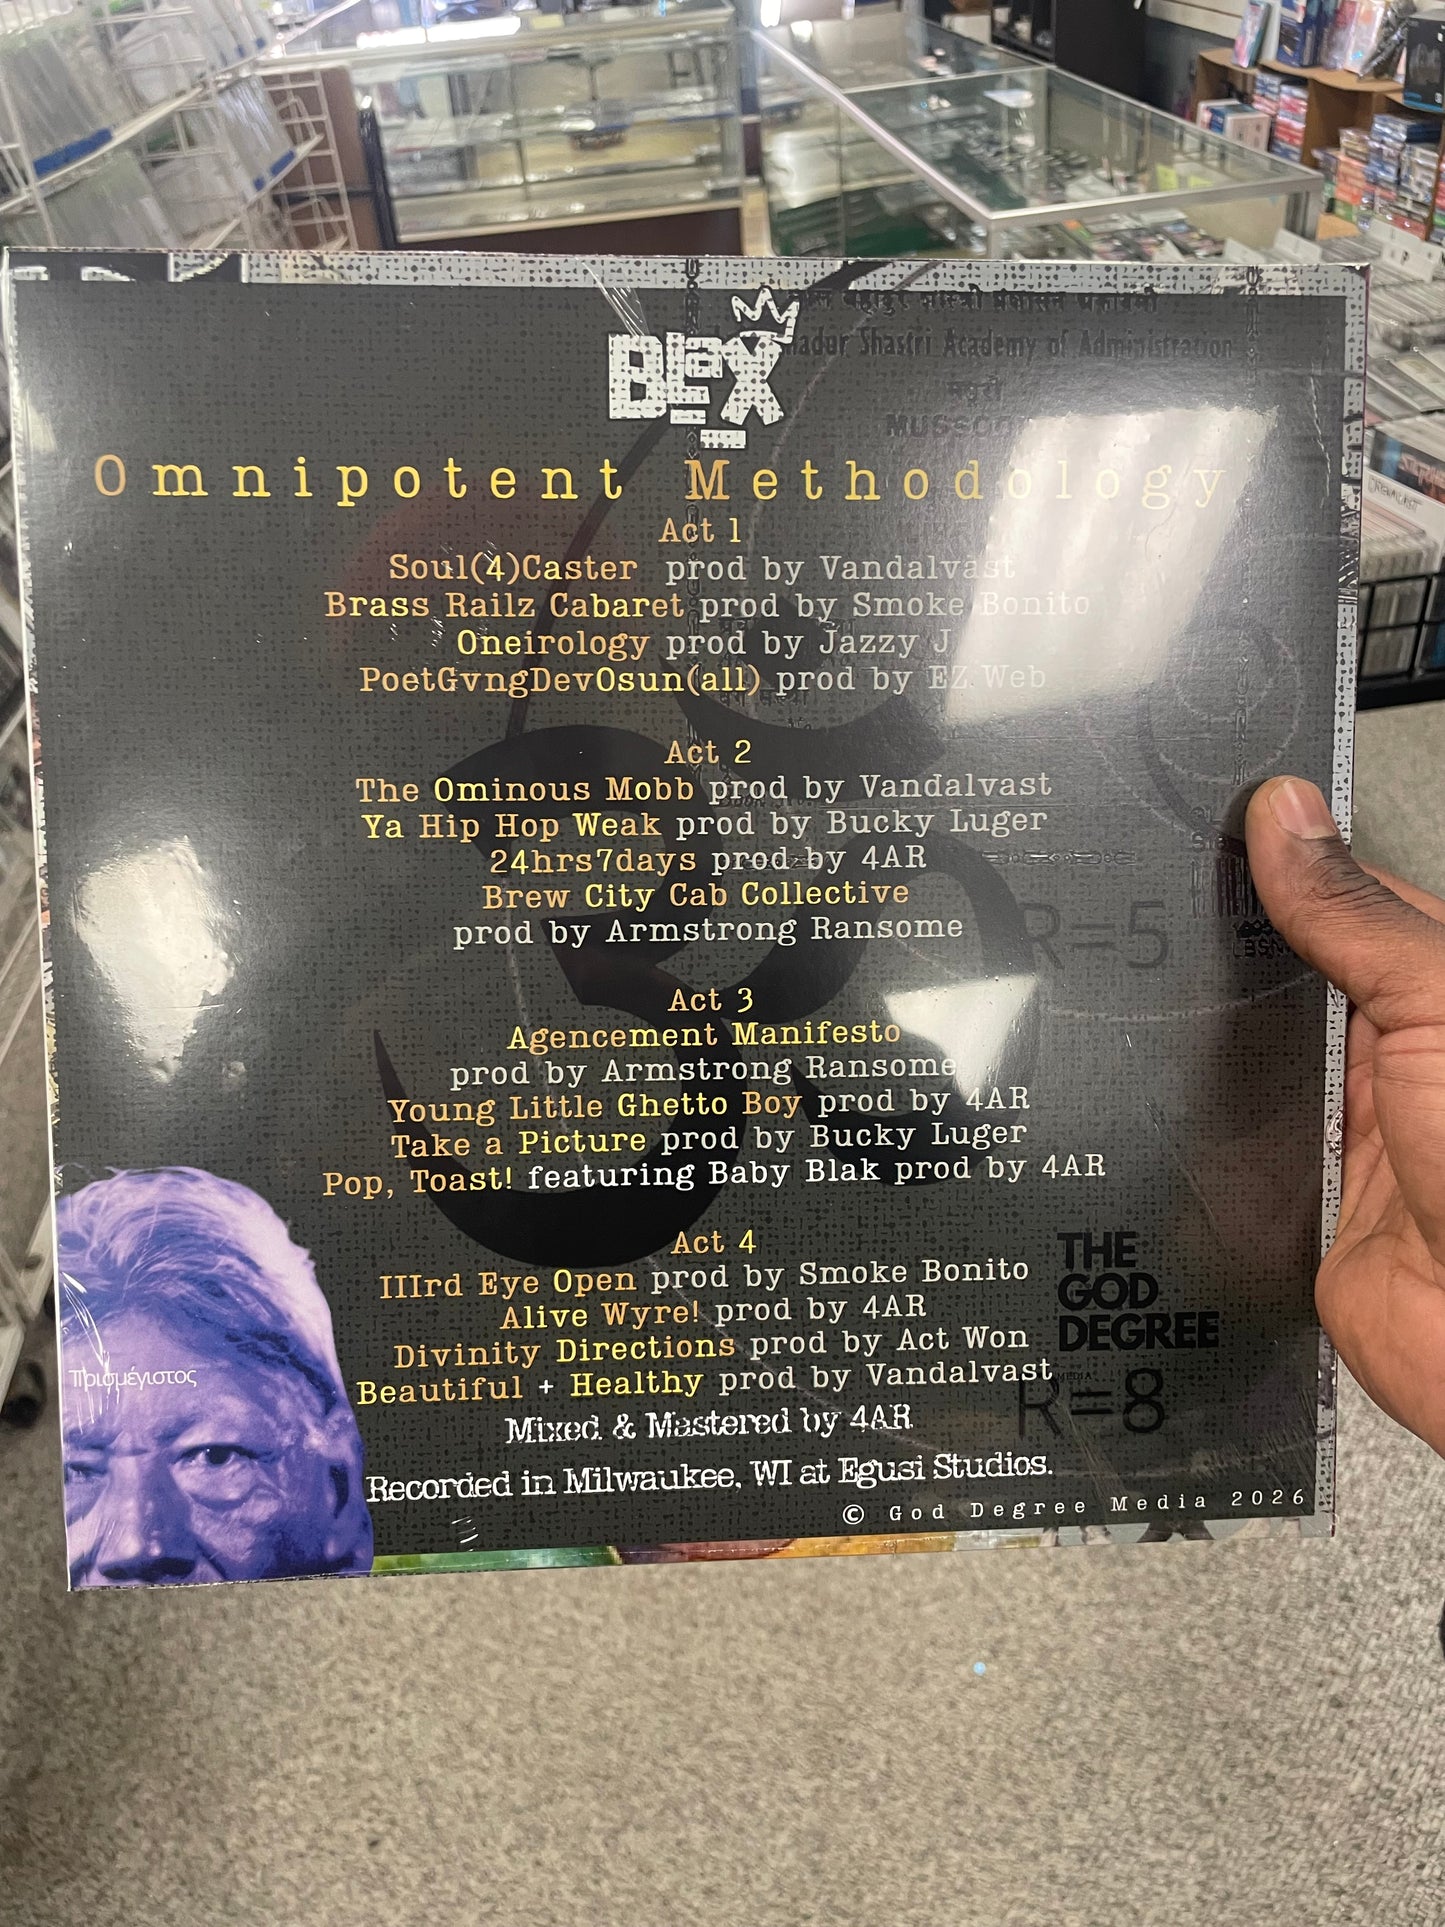 BLaX
Omnipotent Methodology
Act 1
Soul(4)Caster prod by Vandalvast
Brass Railz Cabaret prod by Smoke Bonito
Oneirology prod by Jazzy J
PoetGvngDevOsun(all) prod by EZ Web
Act 2
The Ominous Mobb prod by Vandalvast
Ya Hip Hop Weak prod by Bucky Luger
24hrs7days prod by 4AR
Brew City Cab Collective
prod by Armstrong Ransome
Act 3
Agencement Manifesto
prod by Armstrong Ransome
Young Little Ghetto Boy prod by 4AR
Take a Picture prod by Bucky Luger
Pop, Toast! featuring Baby Blak prod by 4AR
Act 4
IIIrd Eye Open prod by Smoke Bonito
Alive Wyre! prod by 4AR
Divinity Directions prod by Act Won
Beautiful + Healthy prod by Vandalvast
Mixed & Mastered by 4AR
Recorded in Milwaukee, WI at Egusi Studios.
© God Degree Media 2026
Shastri Academy of Administration
R=5
THE
GOD
DEGREE
MEDIA
R=8